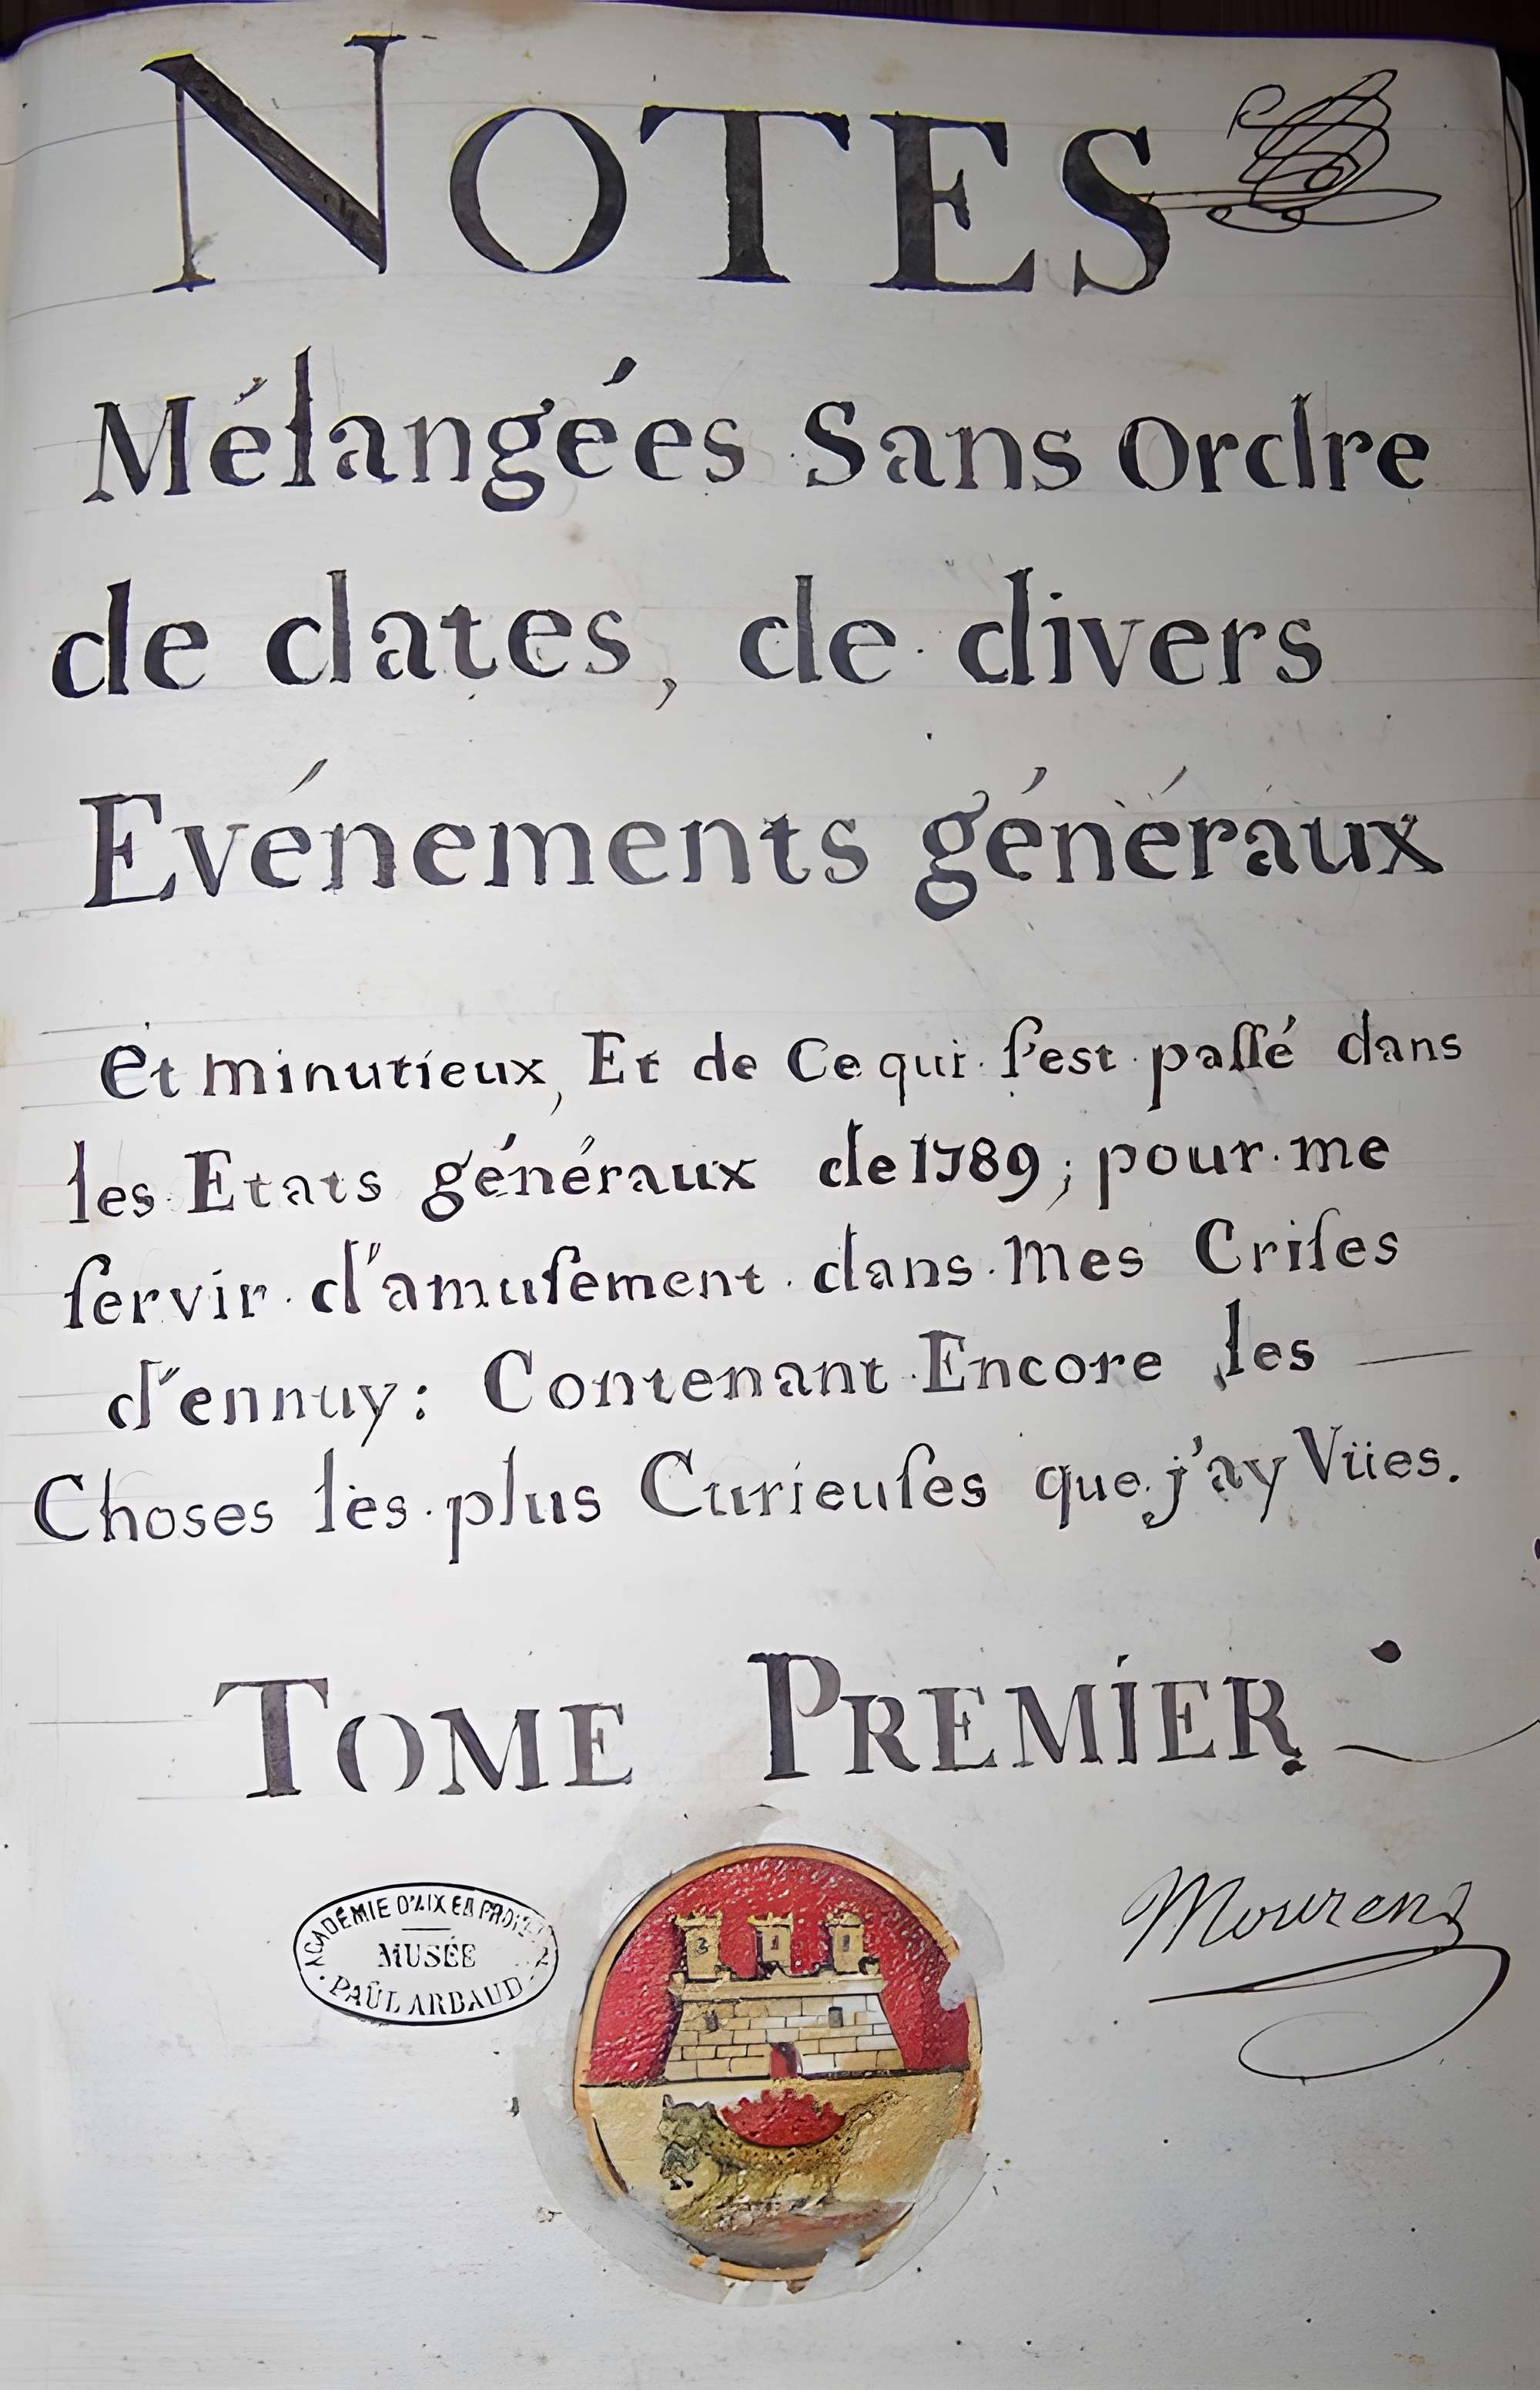 NOTES
Mélangées Sans Ordre
de dates, de divers
Evénements généraux
et minutieux, Et de Ce qui s'est passé dans
les Etats généraux de 1789; pour me
servir d'amusement dans mes Crises
d'ennuy: Contenant Encore les
Choses les plus Curieuses que j'ay Vües.
TOME PREMIER.
ACADÉMIE D'AIX EN PROVENCE
MUSÉE
PAUL ARBAUD